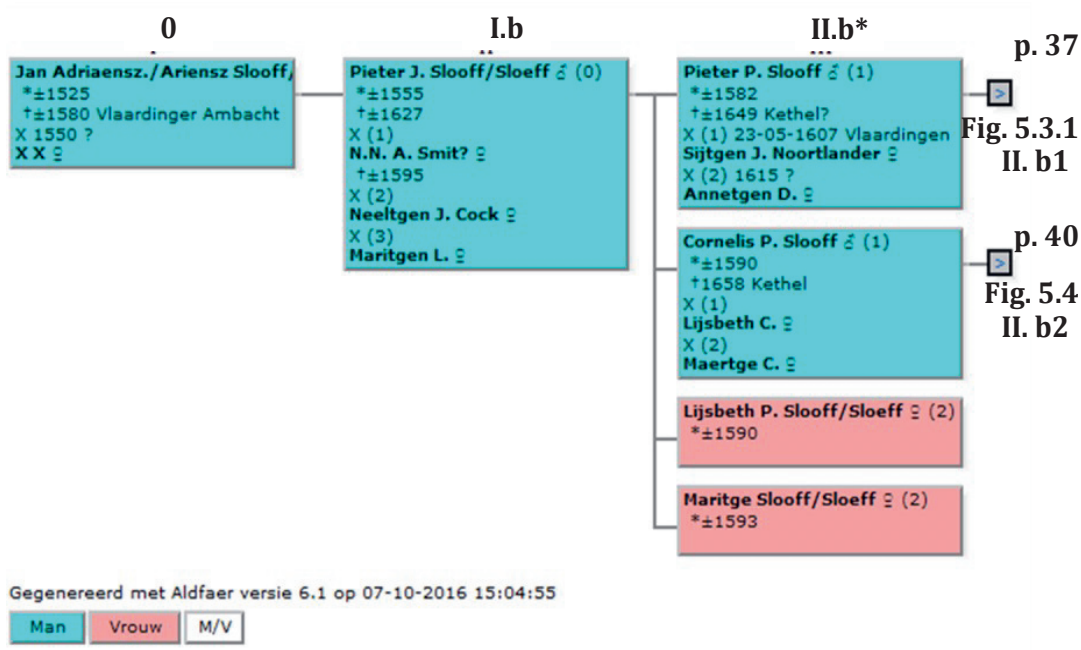 0
I.b
II.b*
Jan Adriaensz./Ariensz Slooff/
*±1525
†±1580 Vlaardinger Ambacht
X 1550 ?
X X ♀
Pieter J. Slooff/Sloeff ♂ (0)
*±1555
†±1627
X (1)
N.N. A. Smit? ♀
†±1595
X (2)
Neeltgen J. Cock ♀
X (3)
Maritgen L. ♀
Pieter P. Slooff ♂ (1)
*±1582
†±1649 Kethel?
X (1) 23-05-1607 Vlaardingen
Sijtgen J. Noortlander ♀
X (2) 1615 ?
Annetgen D. ♀
p. 37
>
Fig. 5.3.1
II. b1
Cornelis P. Slooff ♂ (1)
*±1590
†1658 Kethel
X (1)
Lijsbeth C. ♀
X (2)
Maertge C. ♀
p. 40
>
Fig. 5.4
II. b2
Lijsbeth P. Slooff/Sloeff ♀ (2)
*±1590
Maritge Slooff/Sloeff ♀ (2)
*±1593
Gegenereerd met Aldfaer versie 6.1 op 07-10-2016 15:04:55
Man
Vrouw
M/V